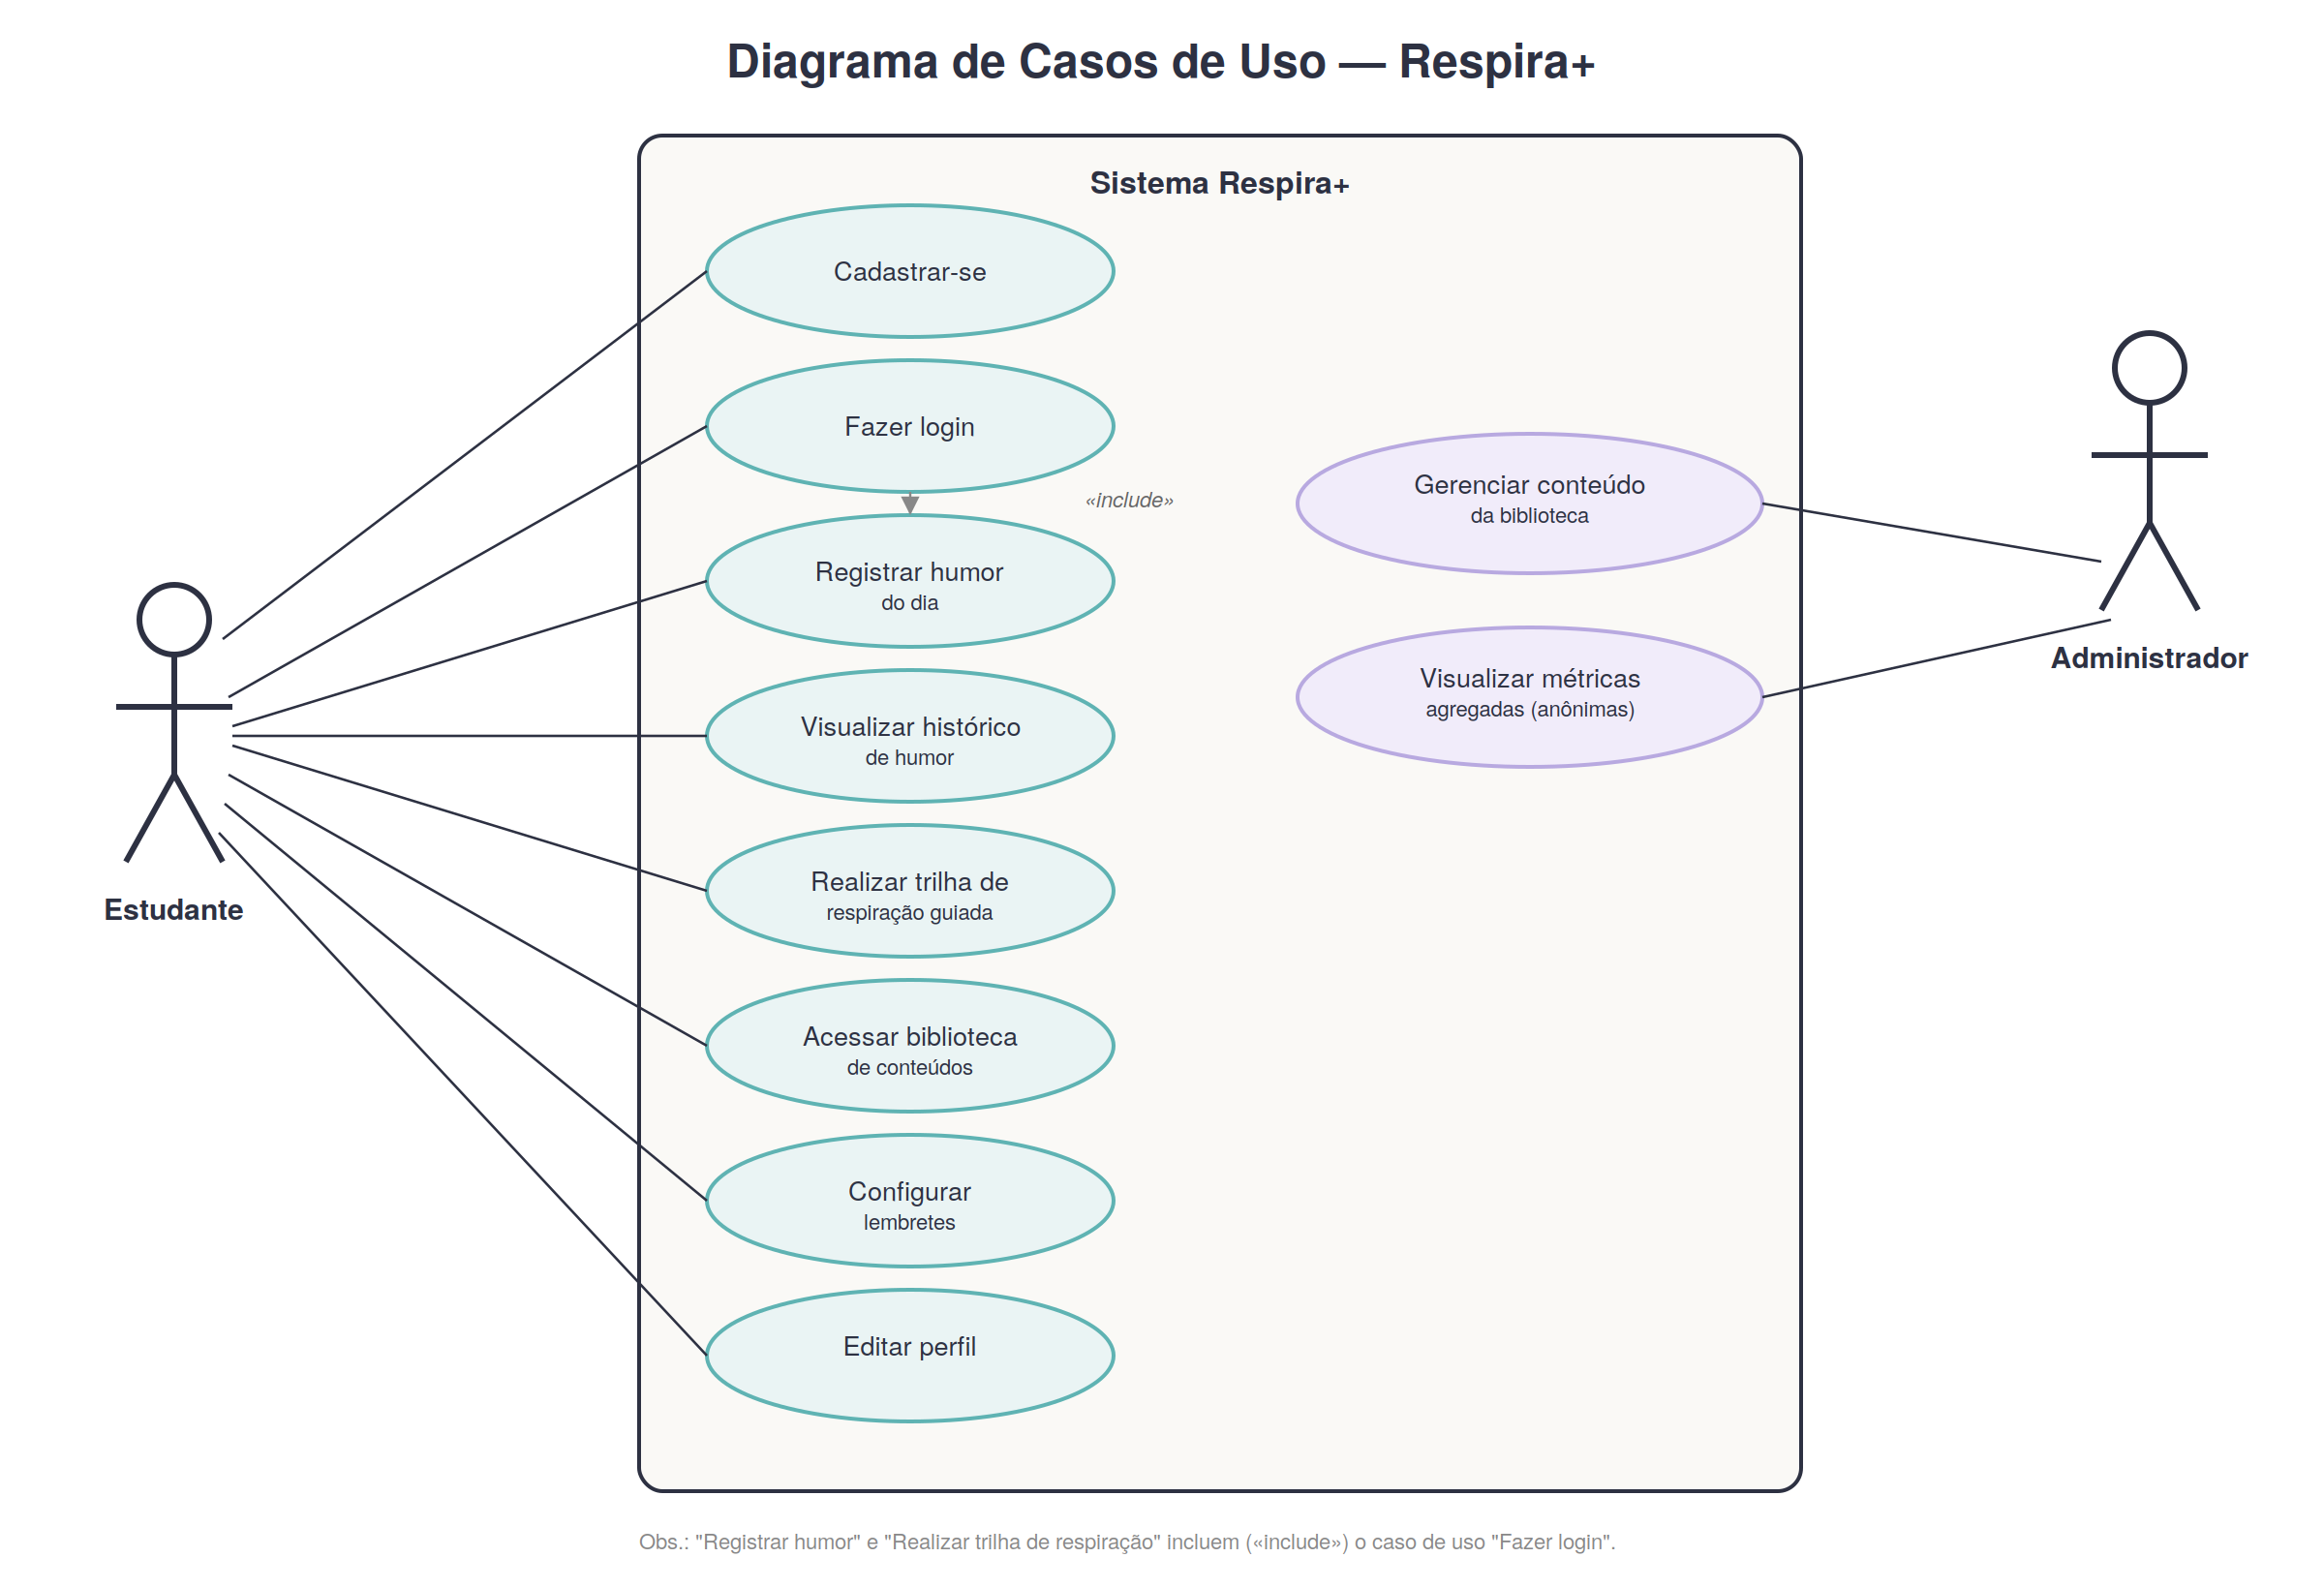 Diagrama de Casos de Uso — Respira+
Sistema Respira+
Cadastrar-se
Fazer login
«include»
Registrar humor
do dia
Visualizar histórico
de humor
Realizar trilha de
respiração guiada
Acessar biblioteca
de conteúdos
Configurar
lembretes
Editar perfil
Gerenciar conteúdo
da biblioteca
Visualizar métricas
agregadas (anônimas)
Estudante
Administrador
Obs.: "Registrar humor" e "Realizar trilha de respiração" incluem («include») o caso de uso "Fazer login".